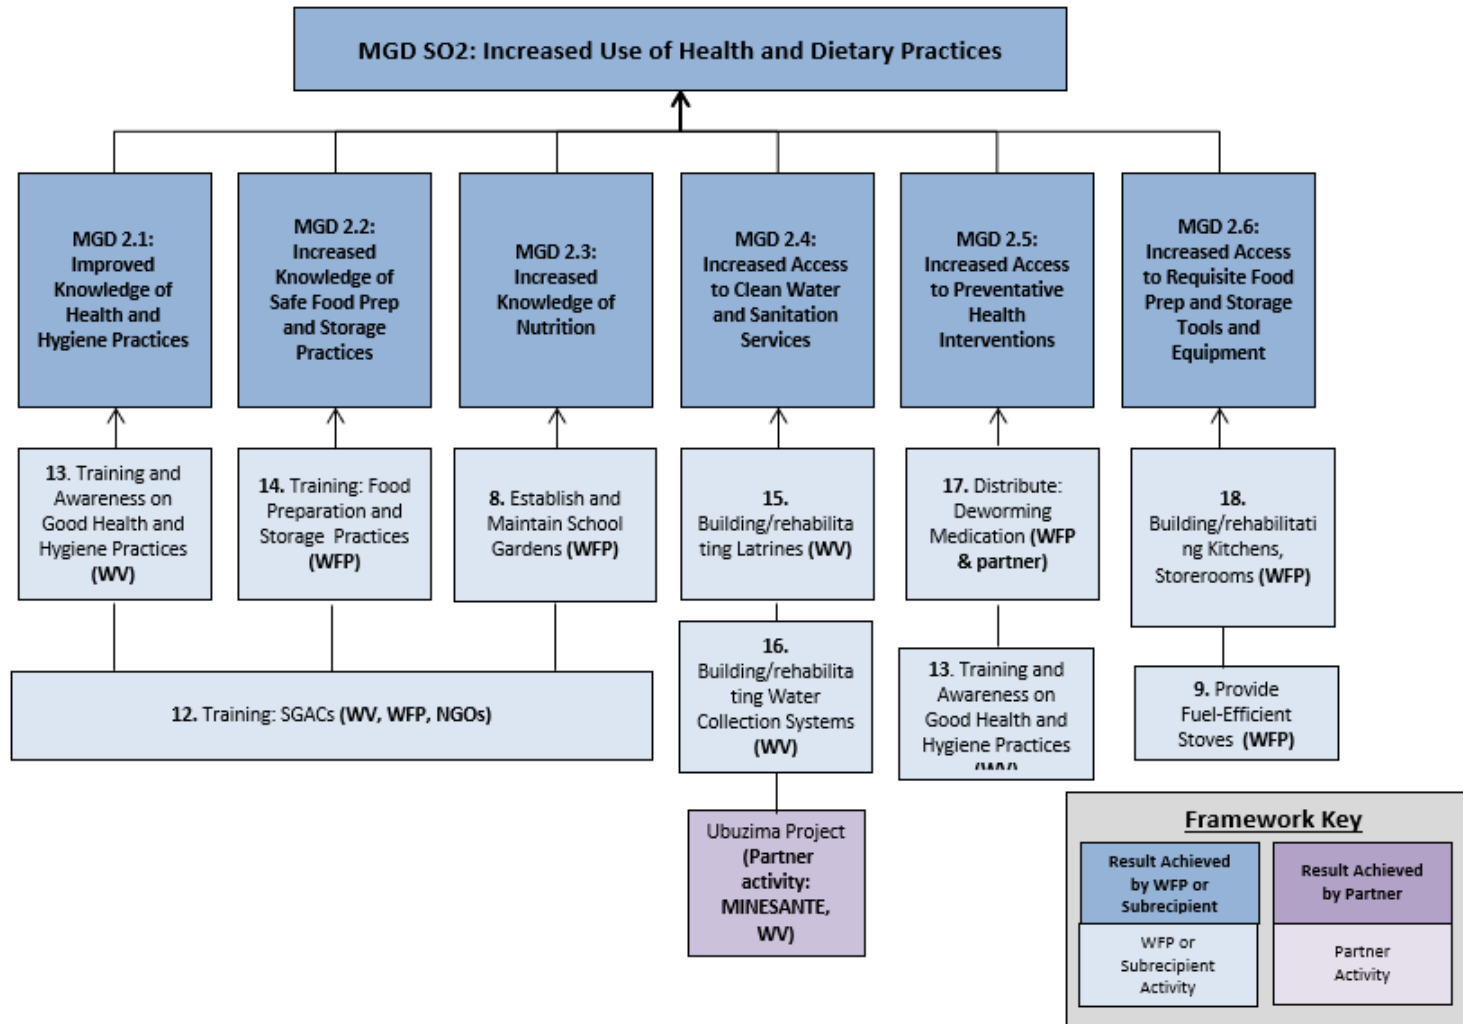 MGD SO2: Increased Use of Health and Dietary Practices
MGD 2.1:
Improved
Knowledge of
Health and
Hygiene Practices
MGD 2.2:
Increased
Knowledge of
Safe Food Prep
and Storage
Practices
MGD 2.3:
Increased
Knowledge of
Nutrition
MGD 2.4:
Increased Access
to Clean Water
and Sanitation
Services
MGD 2.5:
Increased Access
to Preventative
Health
Interventions
MGD 2.6:
Increased Access
to Requisite Food
Prep and Storage
Tools and
Equipment
13. Training and
Awareness on
Good Health and
Hygiene Practices
(WV)
14. Training: Food
Preparation and
Storage Practices
(WFP)
8. Establish and
Maintain School
Gardens (WFP)
15.
Building/rehabilita
ting Latrines (WV)
17. Distribute:
Deworming
Medication (WFP
& partner)
18.
Building/rehabilitati
ng Kitchens,
Storerooms (WFP)
12. Training: SGACs (WV, WFP, NGOs)
16.
Building/rehabilita
ting Water
Collection Systems
(WV)
13. Training and
Awareness on
Good Health and
Hygiene Practices
(WV)
9. Provide
Fuel-Efficient
Stoves (WFP)
Ubuzima Project
(Partner
activity:
MINESANTE,
WV)
Framework Key
Result Achieved
by WFP or
Subrecipient
Result Achieved
by Partner
WFP or
Subrecipient
Activity
Partner
Activity